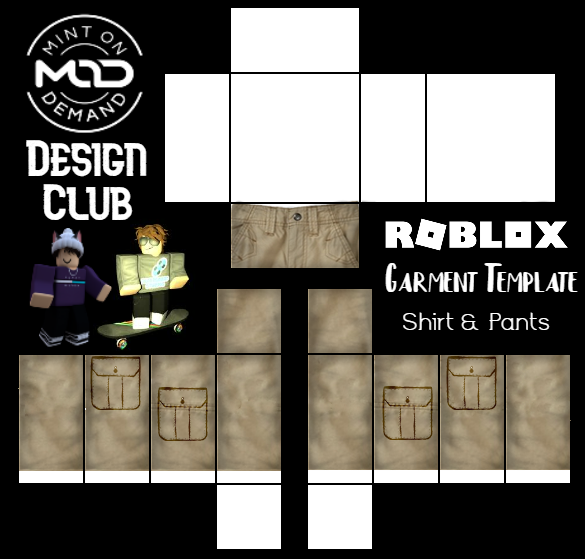 MINT ON
MOD
DEMAND
DESIGN
CLUB
ROBLOX
GARMENT TEMPLATE
Shirt & Pants